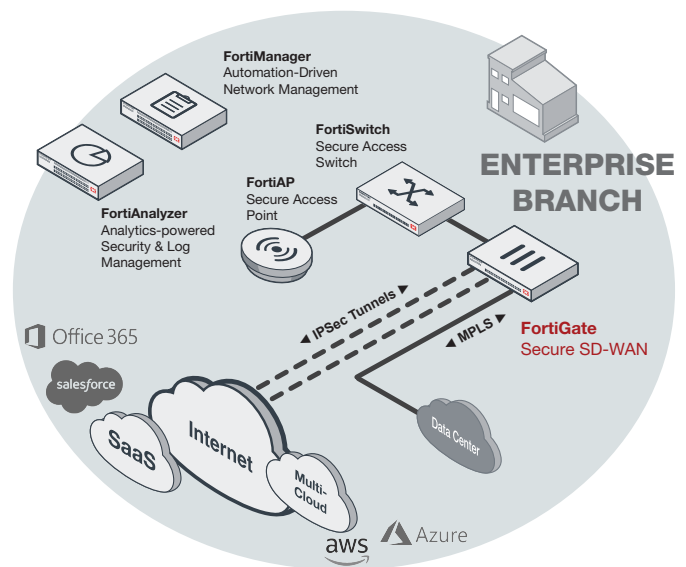 FortiManager
Automation-Driven
Network Management
FortiSwitch
Secure Access
Switch
ENTERPRISE
BRANCH
FortiAP
Secure Access
Point
FortiAnalyzer
Analytics-powered
Security & Log
Management
◄ IPSec Tunnels ►
◄ MPLS ►
FortiGate
Secure SD-WAN
Office 365
salesforce
SaaS
Internet
Multi-
Cloud
Data Center
aws
Azure